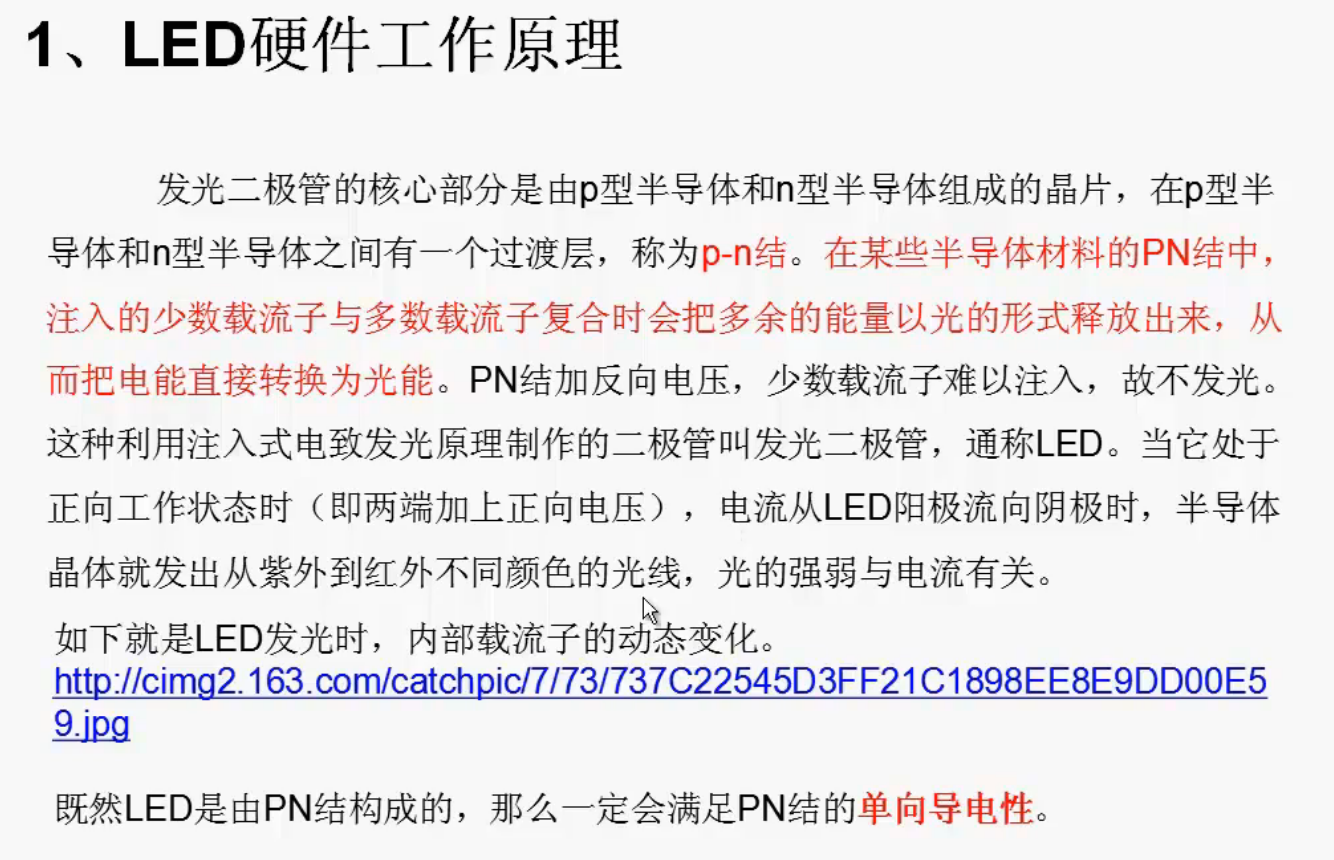 1、LED硬件工作原理
发光二极管的核心部分是由p型半导体和n型半导体组成的晶片，在p型半
导体和n型半导体之间有一个过渡层，称为p-n结。在某些半导体材料的PN结中，
注入的少数载流子与多数载流子复合时会把多余的能量以光的形式释放出来，从
而把电能直接转换为光能。PN结加反向电压，少数载流子难以注入，故不发光。
这种利用注入式电致发光原理制作的二极管叫发光二极管，通称LED。当它处于
正向工作状态时（即两端加上正向电压），电流从LED阳极流向阴极时，半导体
晶体就发出从紫外到红外不同颜色的光线，光的强弱与电流有关。
如下就是LED发光时，内部载流子的动态变化。
http://cimg2.163.com/catchpic/7/73/737C22545D3FF21C1898EE8E9DD00E5
9.jpg
既然LED是由PN结构成的，那么一定会满足PN结的单向导电性。